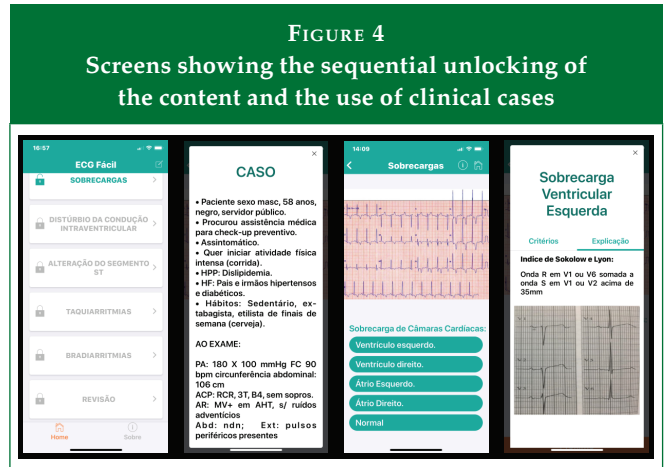 FIGURE 4
Screens showing the sequential unlocking of
the content and the use of clinical cases
16:57
ECG Fácil
SOBRECARGAS
DISTÚRBIO DA CONDUÇÃO
INTRAVENTRICULAR
ALTERAÇÃO DO SEGMENTO
ST
TAQUIARRITMIAS
BRADIARRITMIAS
REVISÃO
Home
Sobre
CASO
• Paciente sexo masc, 58 anos,
negro, servidor público.
• Procurou assistência médica
para check-up preventivo.
• Assintomático.
• Quer iniciar atividade física
intensa (corrida).
• HPP: Dislipidemia.
• HF: Pais e irmãos hipertensos
e diabéticos.
• Hábitos: Sedentário, ex-
tabagista, etilista de finais de
semana (cerveja).
AO EXAME:
PA: 180 X 100 mmHg FC 90
bpm circunferência abdominal:
106 cm
ACP: RCR, 3T, B4, sem sopros.
AR: MV+ em AHT, s/ ruídos
adventícios
Abd: ndn; Ext: pulsos
periféricos presentes
14:09
Sobrecargas
Sobrecarga de Câmaras Cardíacas:
Ventrículo esquerdo.
Ventrículo direito.
Átrio Esquerdo.
Átrio Direito.
Normal
Sobrecarga
Ventricular
Esquerda
Critérios Explicação
Indice de Sokolow e Lyon:
Onda R em V1 ou V6 somada a
onda S em V1 ou V2 acima de
35mm